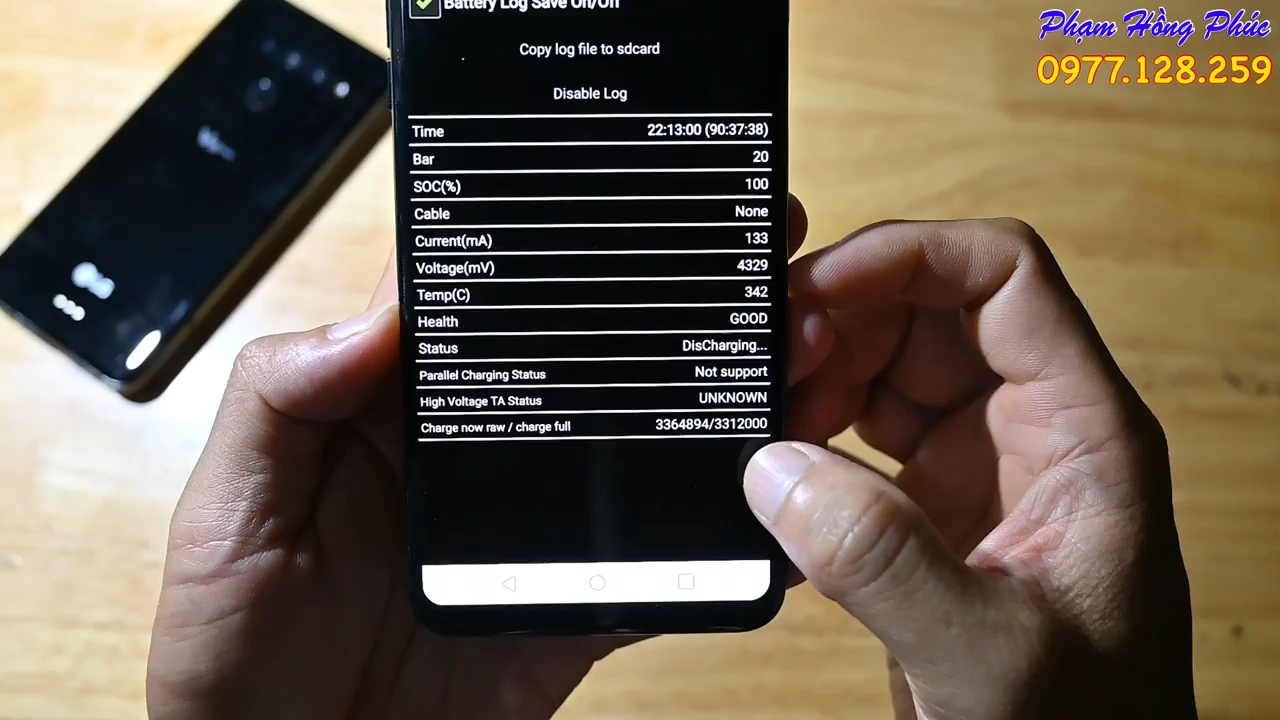 Phạm Hồng Phúc
0977.128.259
Battery Log Save On/Off
Copy log file to sdcard
Disable Log
Time 22:13:00 (90:37:38)
Bar 20
SOC(%) 100
Cable None
Current(mA) 133
Voltage(mV) 4329
Temp(C) 342
Health GOOD
Status DisCharging...
Parallel Charging Status Not support
High Voltage TA Status UNKNOWN
Charge now raw / charge full 3364894/3312000